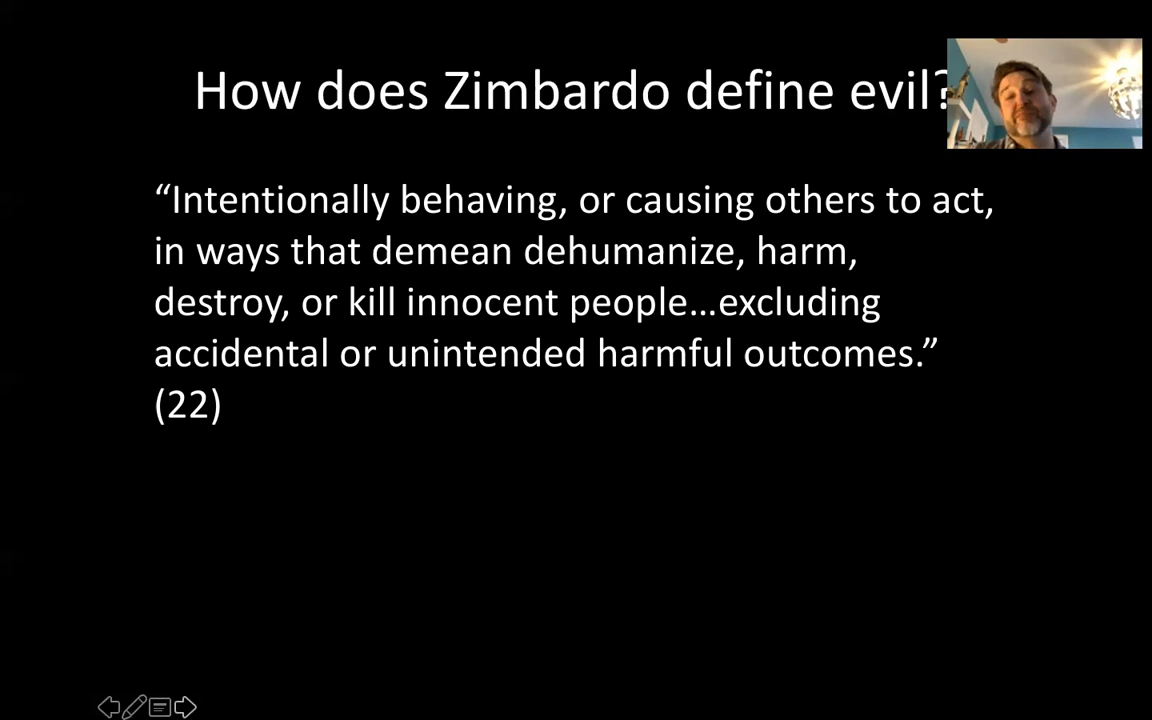 How does Zimbardo define evil?
“Intentionally behaving, or causing others to act,
in ways that demean dehumanize, harm,
destroy, or kill innocent people…excluding
accidental or unintended harmful outcomes.”
(22)